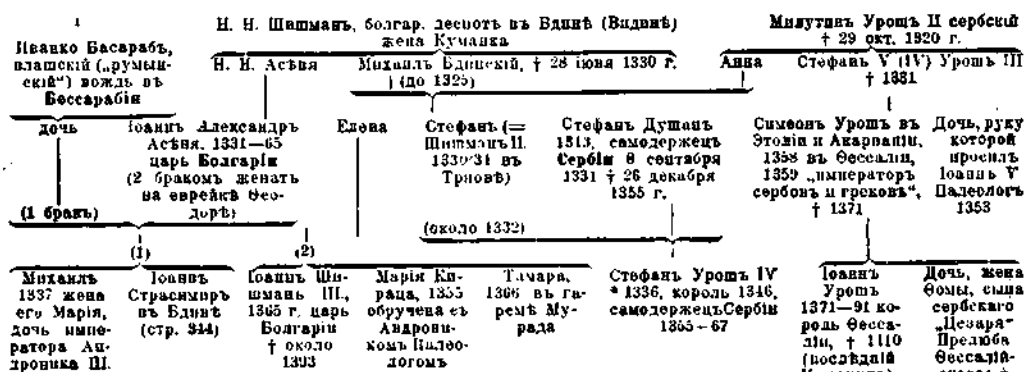 Н. Н. Шишманъ, болгар. деспотъ въ Вдинѣ (Видинѣ)
жена Куманка
Милутинъ Урошъ II сербскій
† 29 окт. 1320 г.
Иванко Басарабъ,
влашскій („румын-
скій“) вождь въ
Бессарабіи
Н. Н. Асѣня
Михаилъ Бдинскій, † 28 іюня 1330 г.
(до 1325)
Анна
Стефанъ V (IV) Урошъ III
† 1331
дочь
(1 бракъ)
Іоаннъ Александръ
Асѣня, 1331—65
царь Болгаріи
(2 бракомъ женатъ
на еврейкѣ Ѳео-
дорѣ)
Елена
Стефанъ (=
Шишманъ II.
1330/31 въ
Трновѣ)
Стефанъ Душанъ
1313, самодержецъ
Сербіи 8 сентября
1331 † 26 декабря
1355 г.
(около 1332)
Симеонъ Урошъ въ
Этоліи и Акарнаніи,
1358 въ Ѳессаліи,
1359 „императоръ
сербовъ и грековъ“,
† 1371
Дочь, руку
которой
просилъ
Іоаннъ V
Палеологъ
1353
(1)
(2)
Михаилъ
1337 жена
его Марія,
дочь импе-
ратора Ан-
дроника III.
Іоаннъ
Страсимиръ
въ Бдинѣ
(стр. 344)
Іоаннъ Ши-
шманъ III.,
1365 г. царь
Болгаріи
† около
1393
Марія Ки-
раца, 1355
обручена съ
Андрони-
комъ Палео-
логомъ
Тамара,
1366 въ га-
ремѣ Му-
рада
Стефанъ Урошъ IV
* 1336, король 1346,
самодержецъ Сербіи
1355—67
Іоаннъ
Урошъ
1371—91 ко-
роль Ѳесса-
ліи, † 1410
(послѣдній
Дочь, жена
Ѳомы, сына
сербскаго
„Цезаря“
Прелюба
Ѳессалій-